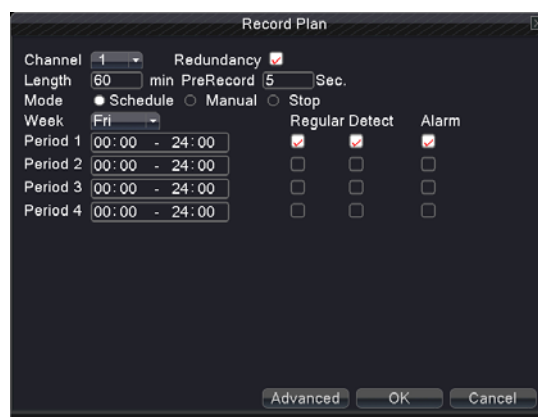 Record Plan
Channel 1 Redundancy
Length 60 min PreRecord 5 Sec.
Mode Schedule Manual Stop
Week Fri Regular Detect Alarm
Period 1 00:00 - 24:00
Period 2 00:00 - 24:00
Period 3 00:00 - 24:00
Period 4 00:00 - 24:00
Advanced OK Cancel